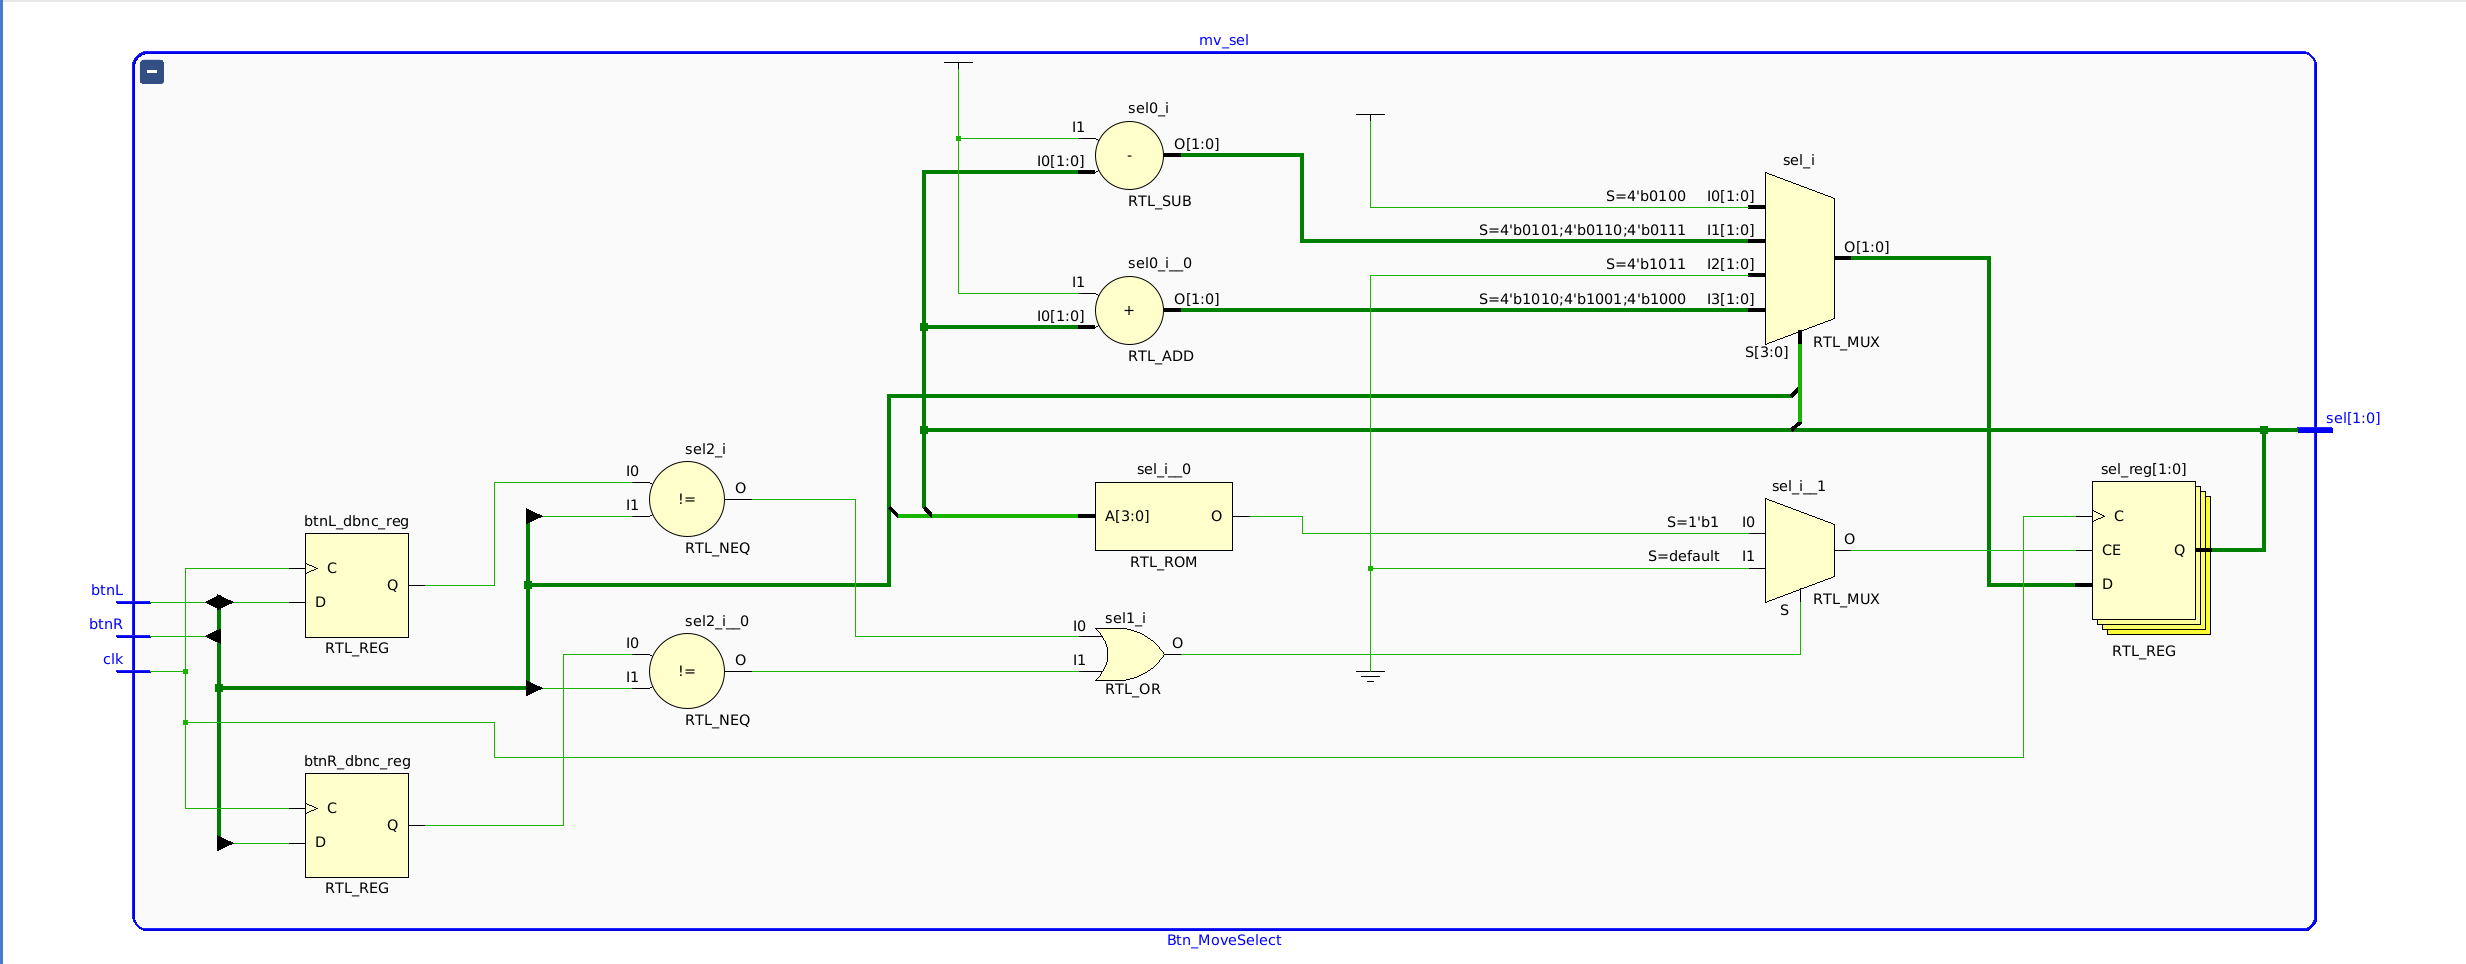 mv_sel
sel0_i
I1
I0[1:0]
-
O[1:0]
RTL_SUB
sel0_i__0
I1
I0[1:0]
+
O[1:0]
RTL_ADD
sel_i
S=4'b0100 I0[1:0]
S=4'b0101;4'b0110;4'b0111 I1[1:0]
S=4'b1011 I2[1:0]
S=4'b1010;4'b1001;4'b1000 I3[1:0]
O[1:0]
S[3:0]
RTL_MUX
sel[1:0]
sel2_i
I0
I1
!=
O
RTL_NEQ
sel_i__0
A[3:0] O
RTL_ROM
sel_i__1
S=1'b1 I0
S=default I1
O
S
RTL_MUX
sel_reg[1:0]
C
CE
Q
D
RTL_REG
btnL_dbnc_reg
C
Q
D
RTL_REG
btnL
btnR
clk
sel2_i__0
I0
I1
!=
O
RTL_NEQ
sel1_i
I0
I1
O
RTL_OR
btnR_dbnc_reg
C
Q
D
RTL_REG
Btn_MoveSelect